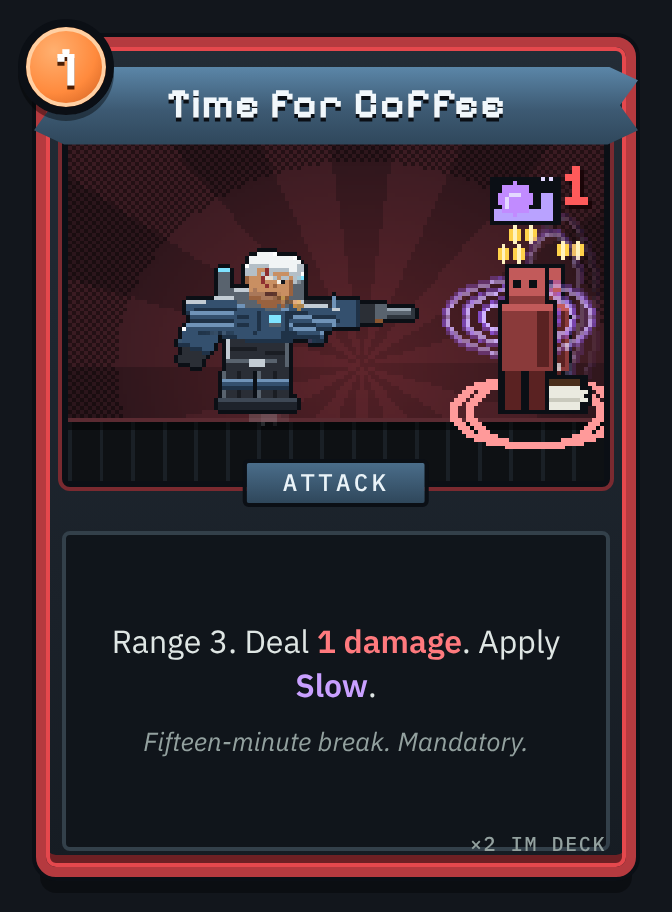 1
Time for Coffee
1
ATTACK
Range 3. Deal 1 damage. Apply
Slow.
Fifteen-minute break. Mandatory.
×2 IM DECK